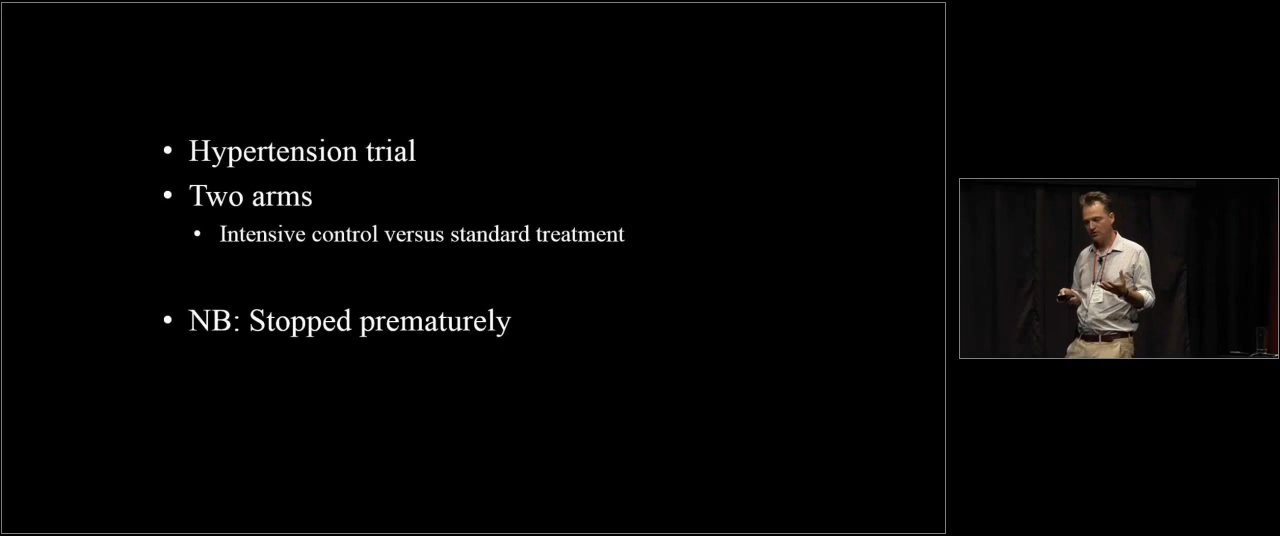 • Hypertension trial
• Two arms
• Intensive control versus standard treatment
• NB: Stopped prematurely